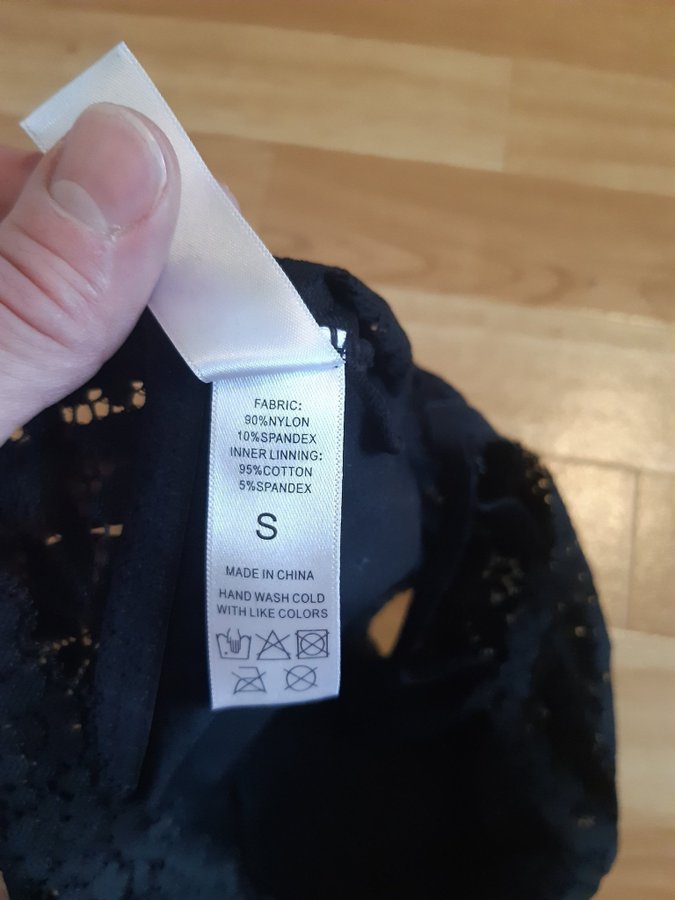 FABRIC:
90%NYLON
10%SPANDEX
INNER LINNING:
95%COTTON
5%SPANDEX
S
MADE IN CHINA
HAND WASH COLD
WITH LIKE COLORS